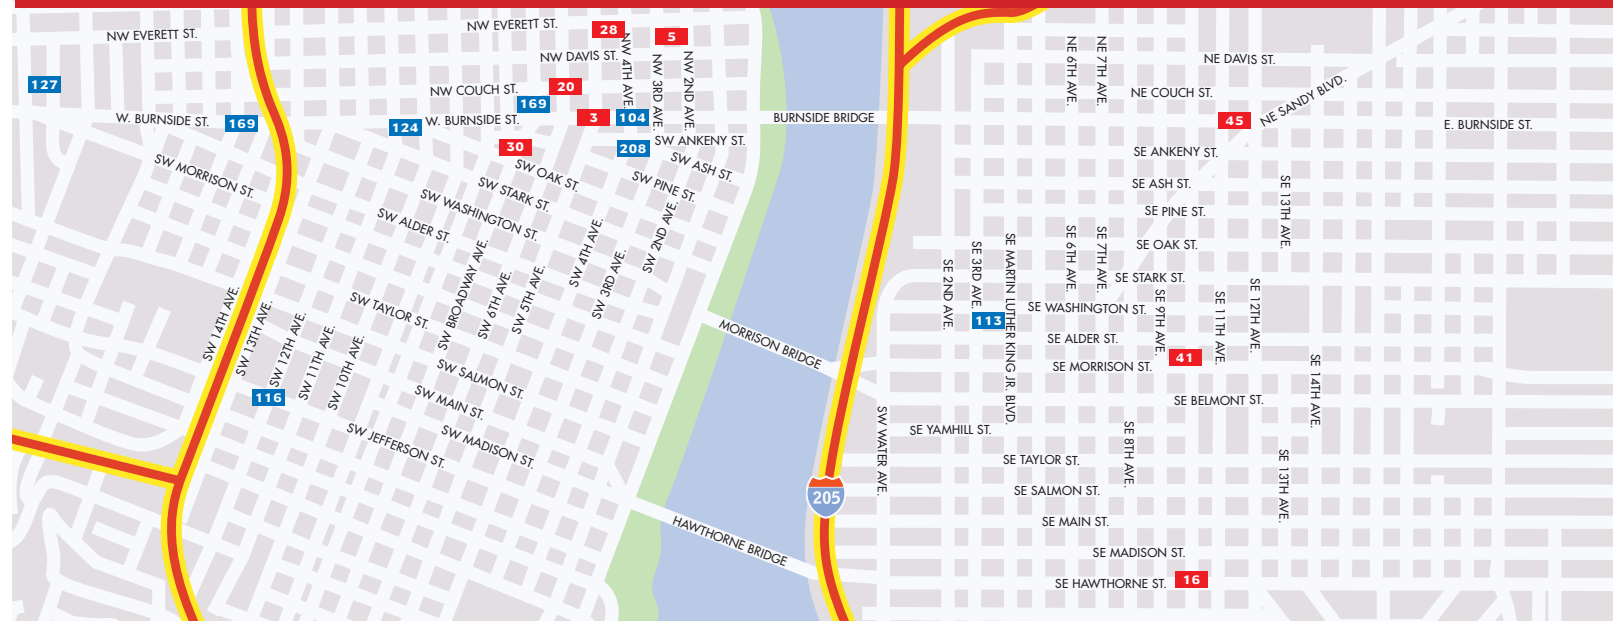 NW EVERETT ST.
NW EVERETT ST.
28
5
NW DAVIS ST.
NW 4TH AVE.
NW 3RD AVE.
NW 2ND AVE.
127
NW COUCH ST.
20
169
W. BURNSIDE ST.
169
124
W. BURNSIDE ST.
3
104
BURNSIDE BRIDGE
30
208
SW ANKENY ST.
SW MORRISON ST.
SW OAK ST.
SW ASH ST.
SW STARK ST.
SW PINE ST.
SW WASHINGTON ST.
SW ALDER ST.
SW 4TH AVE.
SW 3RD AVE.
SW 2ND AVE.
SW BROADWAY AVE.
SW 6TH AVE.
SW 5TH AVE.
SW 14TH AVE.
SW 13TH AVE.
SW 12TH AVE.
SW 11TH AVE.
SW 10TH AVE.
SW TAYLOR ST.
116
SW SALMON ST.
SW MAIN ST.
SW JEFFERSON ST.
SW MADISON ST.
MORRISON BRIDGE
HAWTHORNE BRIDGE
205
NE 6TH AVE.
NE 7TH AVE.
NE DAVIS ST.
NE COUCH ST.
NE SANDY BLVD.
45
E. BURNSIDE ST.
SE ANKENY ST.
SE ASH ST.
SE 13TH AVE.
SE PINE ST.
SE OAK ST.
SE 2ND AVE.
SE 3RD AVE.
SE MARTIN LUTHER KING JR. BLVD.
SE 6TH AVE.
SE 7TH AVE.
SE STARK ST.
SE WASHINGTON ST.
SE 9TH AVE.
SE 11TH AVE.
SE 12TH AVE.
113
SE ALDER ST.
41
SE MORRISON ST.
SE 14TH AVE.
SE BELMONT ST.
SW WATER AVE.
SE YAMHILL ST.
SE 8TH AVE.
SE TAYLOR ST.
SE 13TH AVE.
SE SALMON ST.
SE MAIN ST.
SE MADISON ST.
SE HAWTHORNE ST.
16